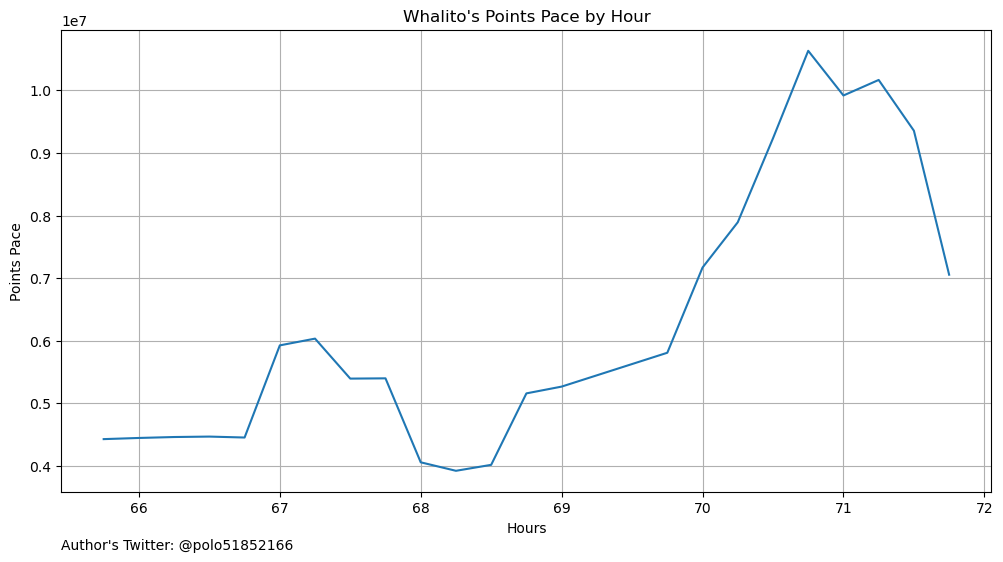 Whalito's Points Pace by Hour
1e7
1.0
0.9
0.8
0.7
0.6
0.5
0.4
Points Pace
66 67 68 69 70 71 72
Hours
Author's Twitter: @polo51852166